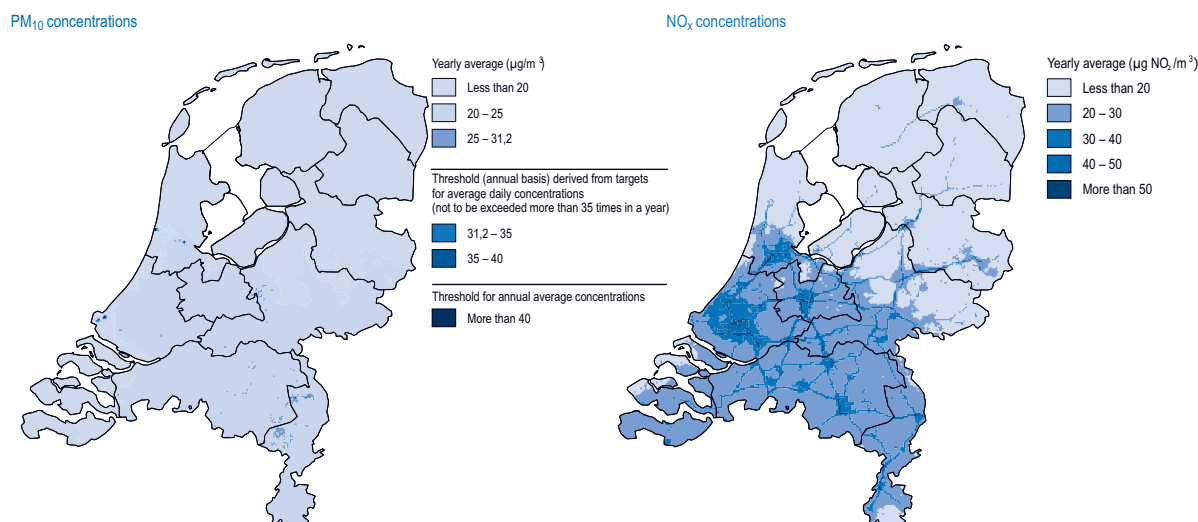 PM10 concentrations
Yearly average (µg/m 3)
Less than 20
20 – 25
25 – 31,2
Threshold (annual basis) derived from targets
for average daily concentrations
(not to be exceeded more than 35 times in a year)
31,2 – 35
35 – 40
Threshold for annual average concentrations
More than 40
NOx concentrations
Yearly average (µg NO2 /m 3)
Less than 20
20 – 30
30 – 40
40 – 50
More than 50